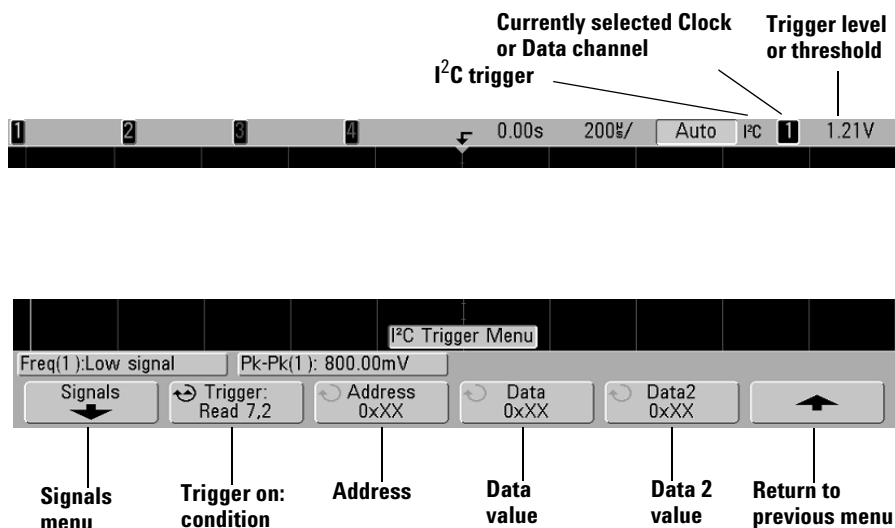 Currently selected Clock
or Data channel
Trigger level
or threshold
I²C trigger
1 2 3 4 0.00s 200µs/ Auto I²C 1 1.21V
I²C Trigger Menu
Freq(1):Low signal Pk-Pk(1): 800.00mV
Signals Trigger: Address Data Data2
Read 7,2 0xXX 0xXX 0xXX
Signals
menu
Trigger on:
condition
Address
Data
value
Data 2
value
Return to
previous menu